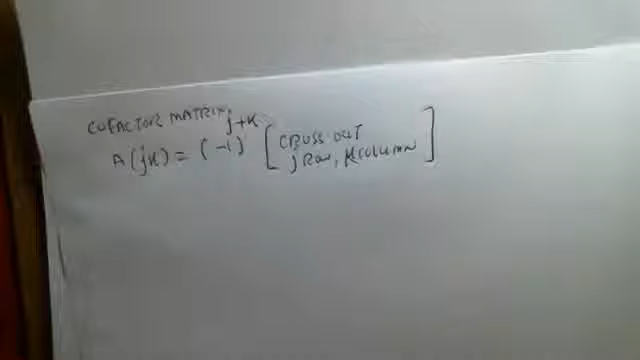 COFACTOR MATRIX
A(jk) = (-1)^{j+k} [CROSS OUT
j ROW, K COLUMN]